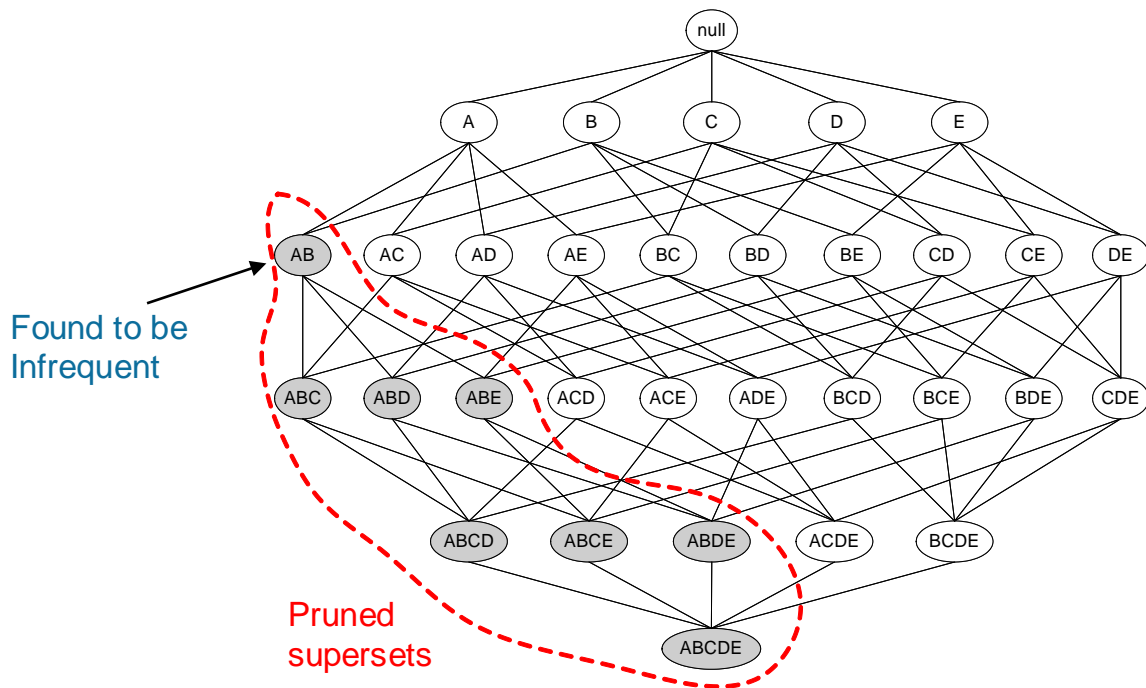 null
A B C D E
AB AC AD AE BC BD BE CD CE DE
Found to be
Infrequent
ABC ABD ABE ACD ACE ADE BCD BCE BDE CDE
ABCD ABCE ABDE ACDE BCDE
Pruned
supersets
ABCDE